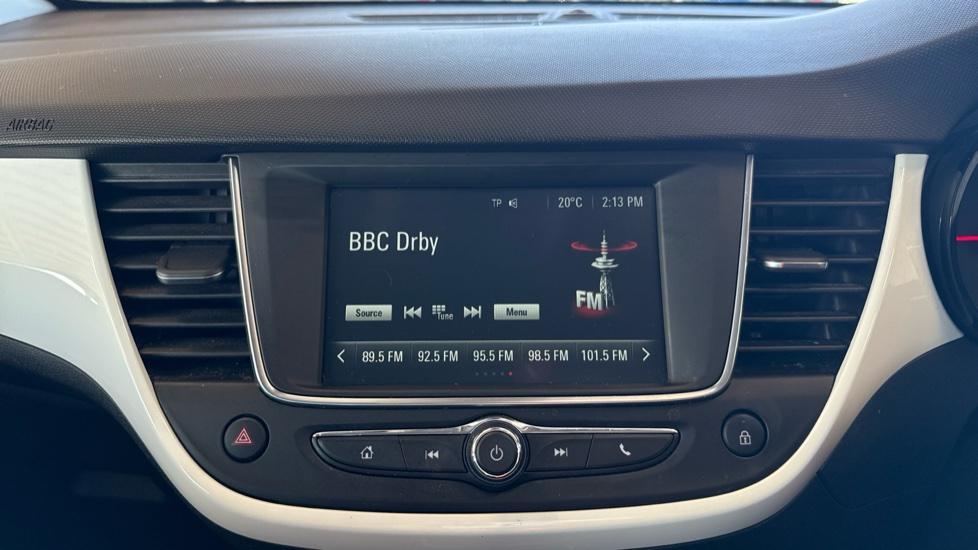 AIRBAG
TP 20°C 2:13 PM
BBC Drby
FM
Source Tune Menu
89.5 FM 92.5 FM 95.5 FM 98.5 FM 101.5 FM